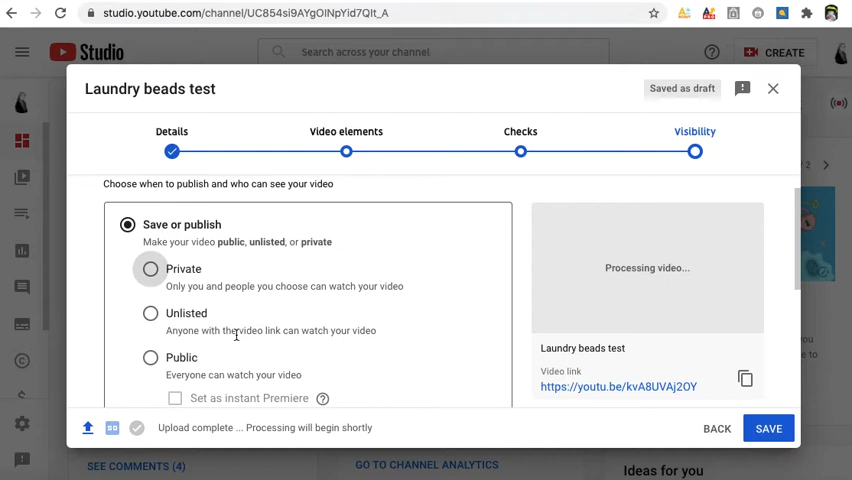 studio.youtube.com/channel/UC854si9AYgOlNpYid7QIt_A
Studio
Search across your channel
CREATE
Laundry beads test
Saved as draft
Details
Video elements
Checks
Visibility
Choose when to publish and who can see your video
Save or publish
Make your video public, unlisted, or private
Private
Only you and people you choose can watch your video
Unlisted
Anyone with the video link can watch your video
Public
Everyone can watch your video
Set as instant Premiere
Processing video...
Laundry beads test
Video link
https://youtu.be/kvA8UVAj2OY
Upload complete ... Processing will begin shortly
BACK
SAVE
SEE COMMENTS (4)
GO TO CHANNEL ANALYTICS
Ideas for you